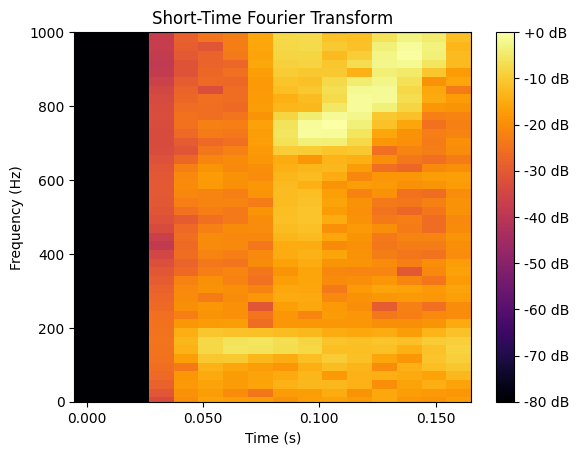 Short-Time Fourier Transform
1000
800
600
400
200
0
Frequency (Hz)
0.000
0.050
0.100
0.150
Time (s)
+0 dB
-10 dB
-20 dB
-30 dB
-40 dB
-50 dB
-60 dB
-70 dB
-80 dB